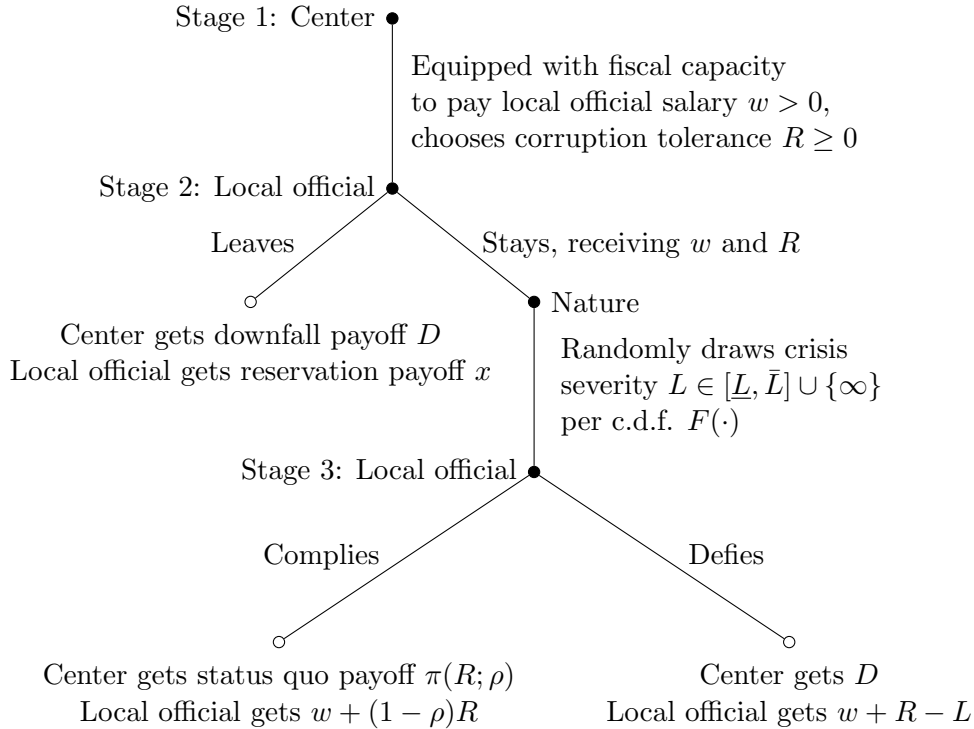 Stage 1: Center
Equipped with fiscal capacity
to pay local official salary w > 0,
chooses corruption tolerance R ≥ 0
Stage 2: Local official
Leaves
Stays, receiving w and R
Center gets downfall payoff D
Local official gets reservation payoff x
Nature
Randomly draws crisis
severity L ∈ [L̲, L̄] ∪ {∞}
per c.d.f. F(·)
Stage 3: Local official
Complies
Defies
Center gets status quo payoff π(R; ρ)
Local official gets w + (1 − ρ)R
Center gets D
Local official gets w + R − L